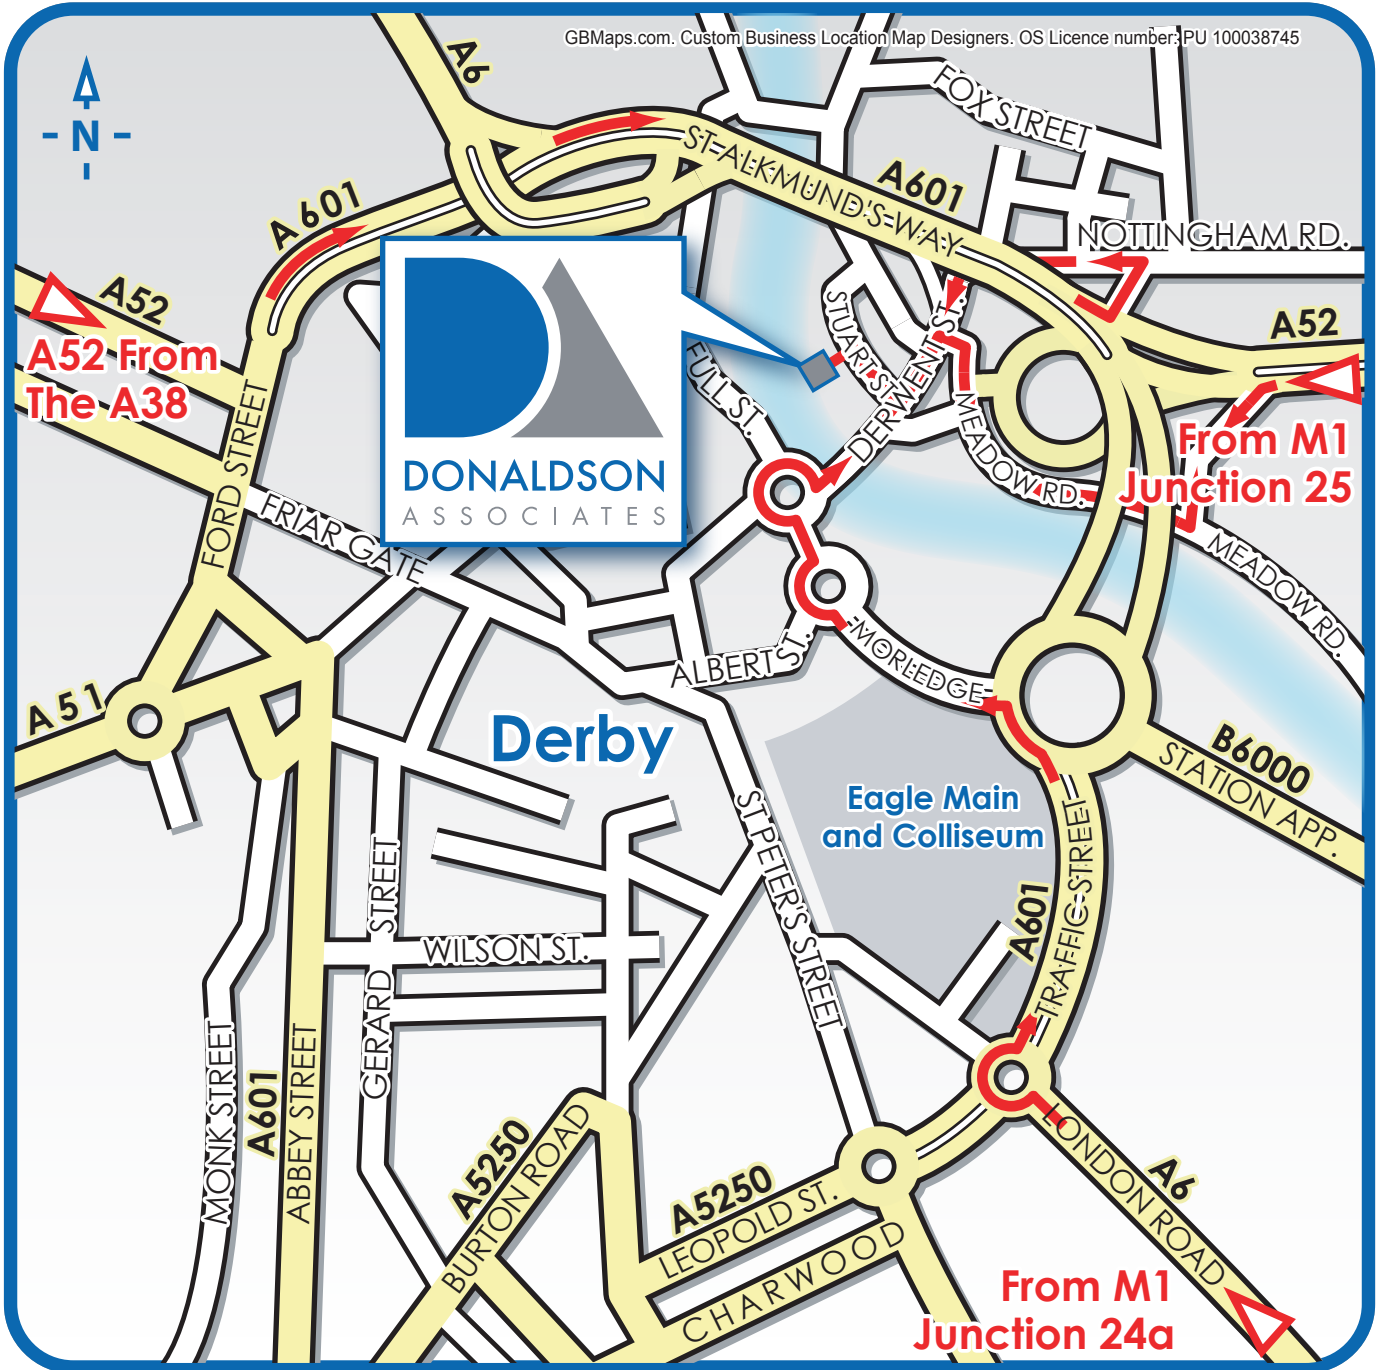 GBMaps.com. Custom Business Location Map Designers. OS Licence number: PU 100038745
A6
N
FOX STREET
ST ALKMUND'S WAY
A601
A601
NOTTINGHAM RD.
A52
A52
A52 From
The A38
STUART ST.
DERWENT ST.
FULL ST.
MEADOW RD.
From M1
Junction 25
FORD STREET
DONALDSON
ASSOCIATES
FRIAR GATE
MEADOW RD.
MORLEDGE
ALBERT ST.
A51
Derby
B6000
STATION APP.
Eagle Main
and Colliseum
ST PETER'S STREET
TRAFFIC STREET
A601
GERARD STREET
WILSON ST.
MONK STREET
A601
ABBEY STREET
A5250
BURTON ROAD
A5250
LEOPOLD ST.
CHARWOOD
LONDON ROAD
A6
From M1
Junction 24a